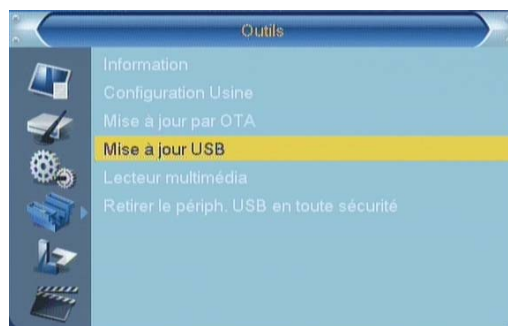 Outils
Information
Configuration Usine
Mise à jour par OTA
Mise à jour USB
Lecteur multimédia
Retirer le périph. USB en toute sécurité